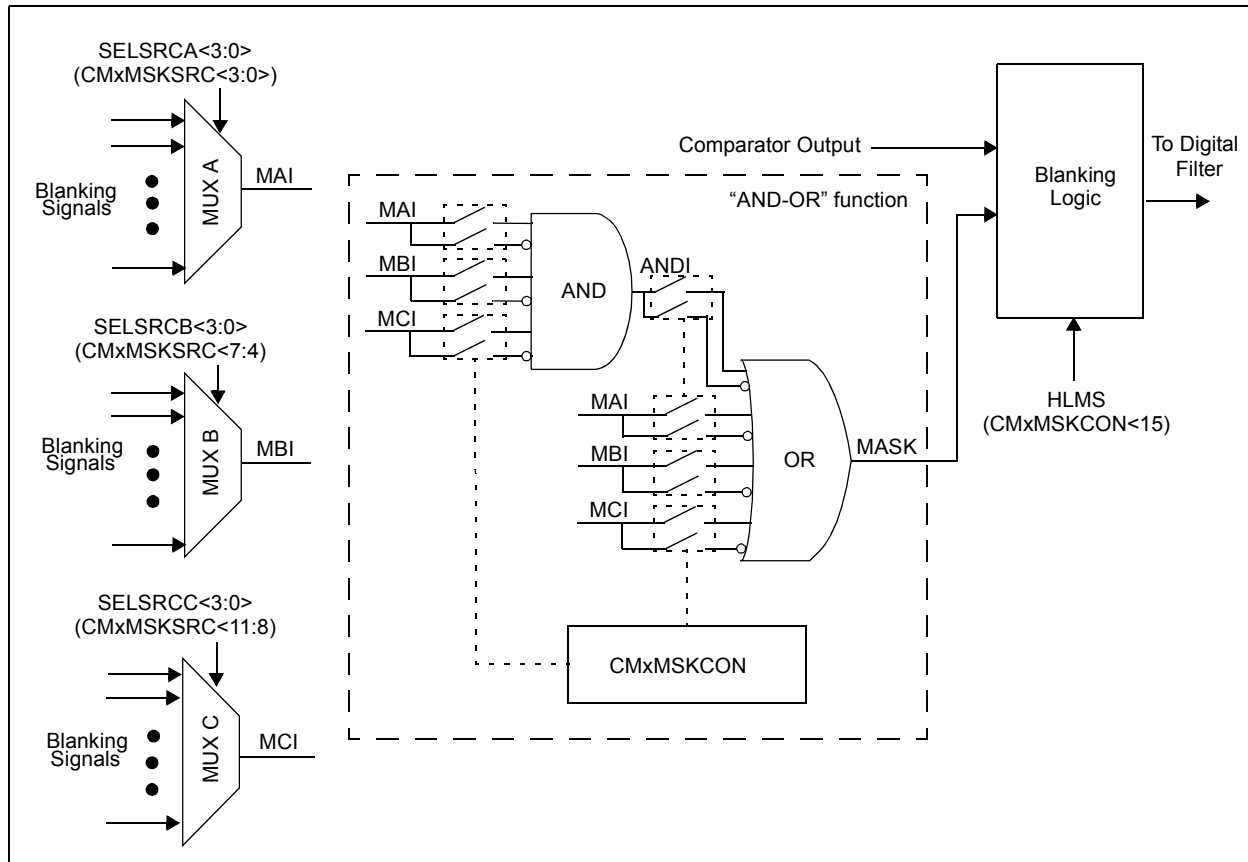 SELSRCA<3:0>
(CMxMSKSRC<3:0>)
MUX A
MAI
Blanking
Signals
SELSRCB<3:0>
(CMxMSKSRC<7:4)
MUX B
MBI
Blanking
Signals
SELSRCC<3:0>
(CMxMSKSRC<11:8)
MUX C
MCI
Blanking
Signals
Comparator Output
“AND-OR” function
MAI
MBI
MCI
AND
ANDI
MAI
MBI
MCI
OR
MASK
CMxMSKCON
Blanking
Logic
To Digital
Filter
HLMS
(CMxMSKCON<15)